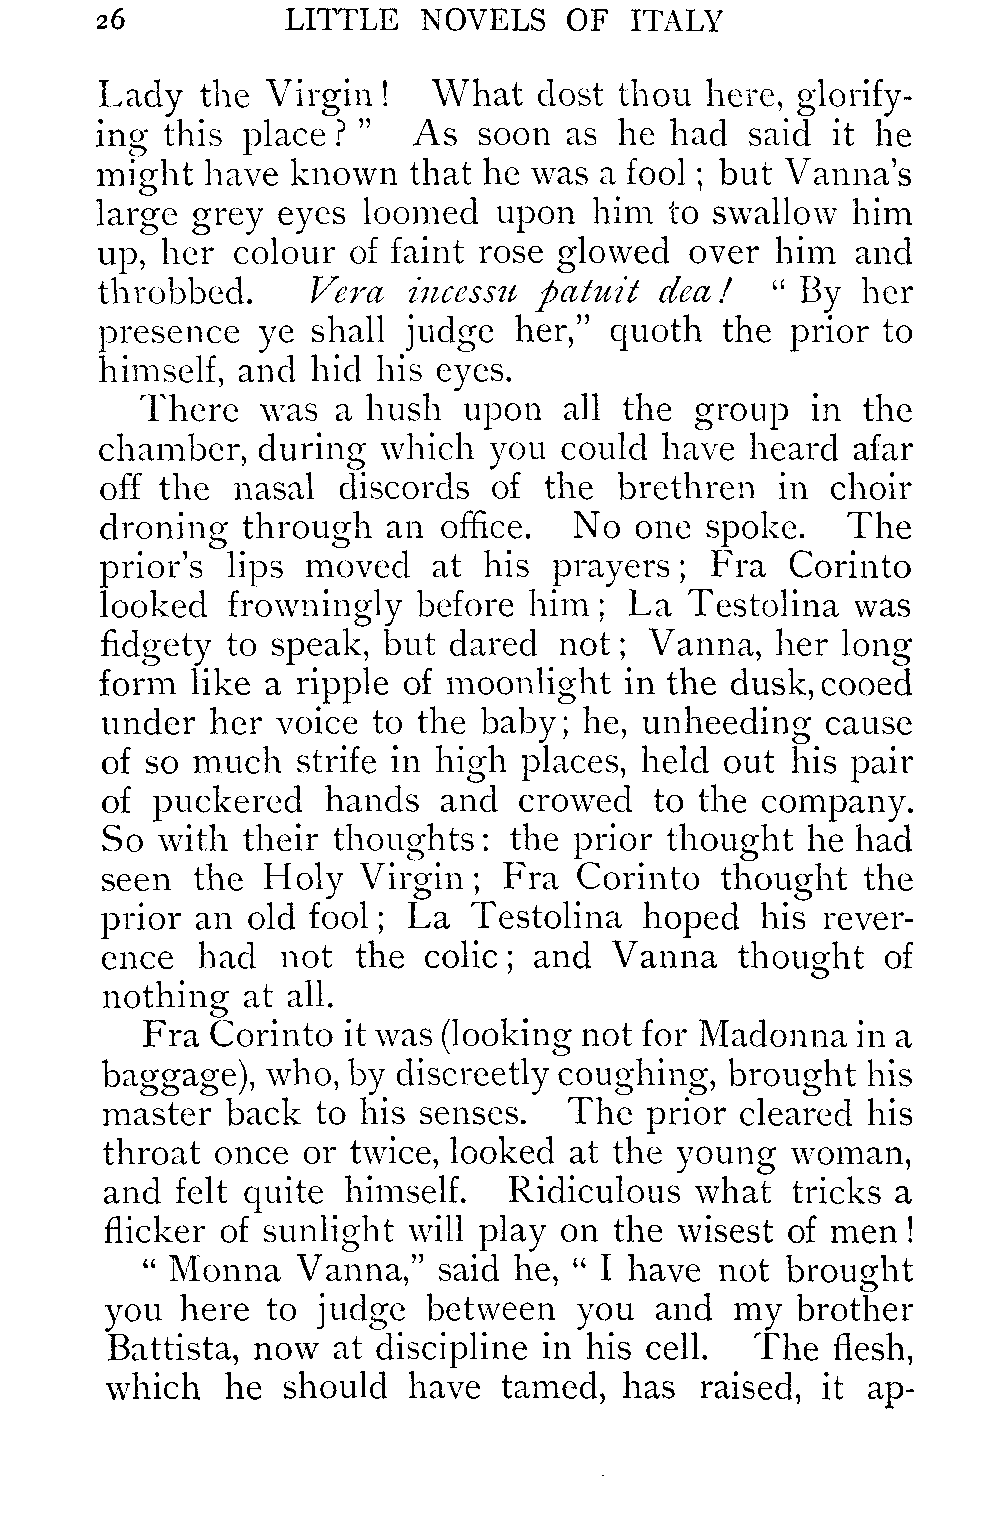 26 LITTLE NOVELS OF ITALY
Lady the Virgin! What dost thou here, glorify-
ing this place?" As soon as he had said it he
might have known that he was a fool; but Vanna's
large grey eyes loomed upon him to swallow him
up, her colour of faint rose glowed over him and
throbbed. Vera incessu patuit dea! "By her
presence ye shall judge her," quoth the prior to
himself, and hid his eyes.
There was a hush upon all the group in the
chamber, during which you could have heard afar
off the nasal discords of the brethren in choir
droning through an office. No one spoke. The
prior's lips moved at his prayers; Fra Corinto
looked frowningly before him; La Testolina was
fidgety to speak, but dared not; Vanna, her long
form like a ripple of moonlight in the dusk, cooed
under her voice to the baby; he, unheeding cause
of so much strife in high places, held out his pair
of puckered hands and crowed to the company.
So with their thoughts: the prior thought he had
seen the Holy Virgin; Fra Corinto thought the
prior an old fool; La Testolina hoped his rever-
ence had not the colic; and Vanna thought of
nothing at all.
Fra Corinto it was (looking not for Madonna in a
baggage), who, by discreetly coughing, brought his
master back to his senses. The prior cleared his
throat once or twice, looked at the young woman,
and felt quite himself. Ridiculous what tricks a
flicker of sunlight will play on the wisest of men!
"Monna Vanna," said he, "I have not brought
you here to judge between you and my brother
Battista, now at discipline in his cell. The flesh,
which he should have tamed, has raised, it ap-